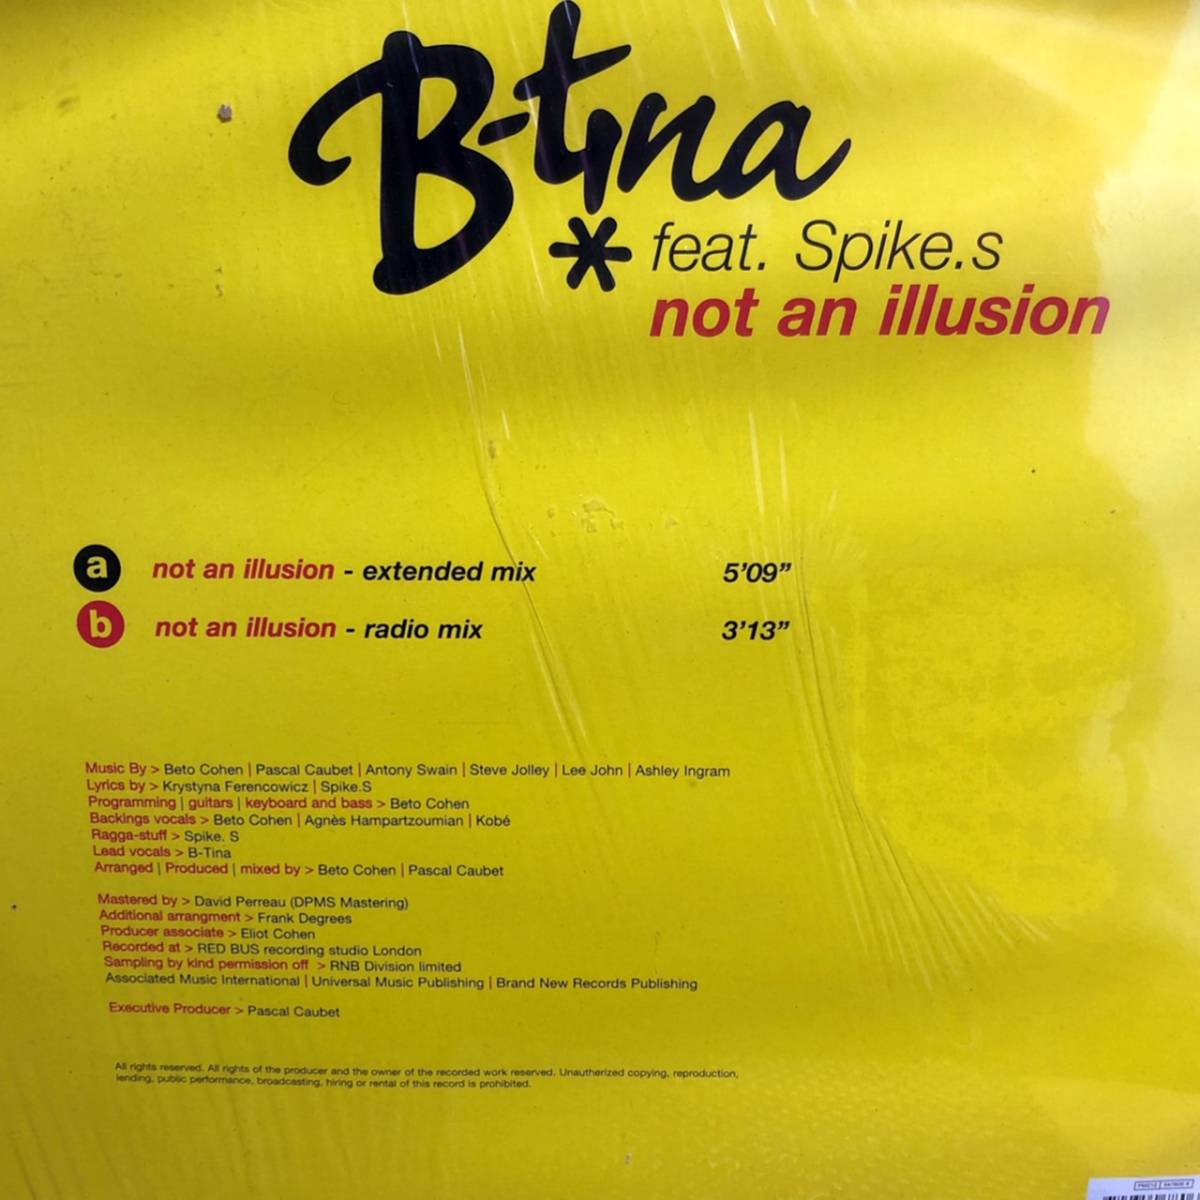 B-tina
* feat. Spike.s
not an illusion
a not an illusion - extended mix 5'09"
b not an illusion - radio mix 3'13"
Music By > Beto Cohen | Pascal Caubet | Antony Swain | Steve Jolley | Lee John | Ashley Ingram
Lyrics by > Krystyna Ferencowicz | Spike.S
Programming | guitars | keyboard and bass > Beto Cohen
Backings vocals > Beto Cohen | Agnès Hampartzoumian | Kobé
Ragga-stuff > Spike. S
Lead vocals > B-Tina
Arranged | Produced | mixed by > Beto Cohen | Pascal Caubet
Mastered by > David Perreau (DPMS Mastering)
Additional arrangment > Frank Degrees
Producer associate > Eliot Cohen
Recorded at > RED BUS recording studio London
Sampling by kind permission off > RNB Division limited
Associated Music International | Universal Music Publishing | Brand New Records Publishing
Executive Producer > Pascal Caubet
All rights reserved. All rights of the producer and the owner of the recorded work reserved. Unautherized copying, reproduction,
lending, public performance, broadcasting, hiring or rental of this record is prohibited.